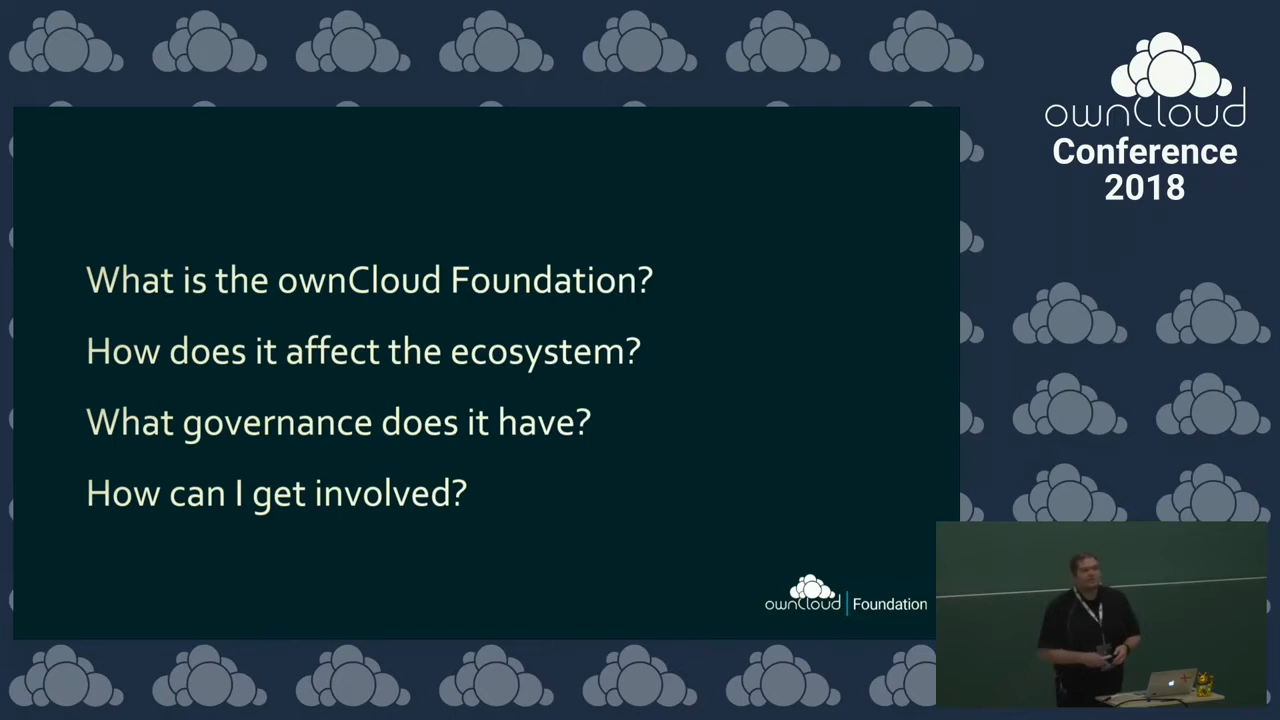 ownCloud
Conference
2018
What is the ownCloud Foundation?
How does it affect the ecosystem?
What governance does it have?
How can I get involved?
ownCloud | Foundation